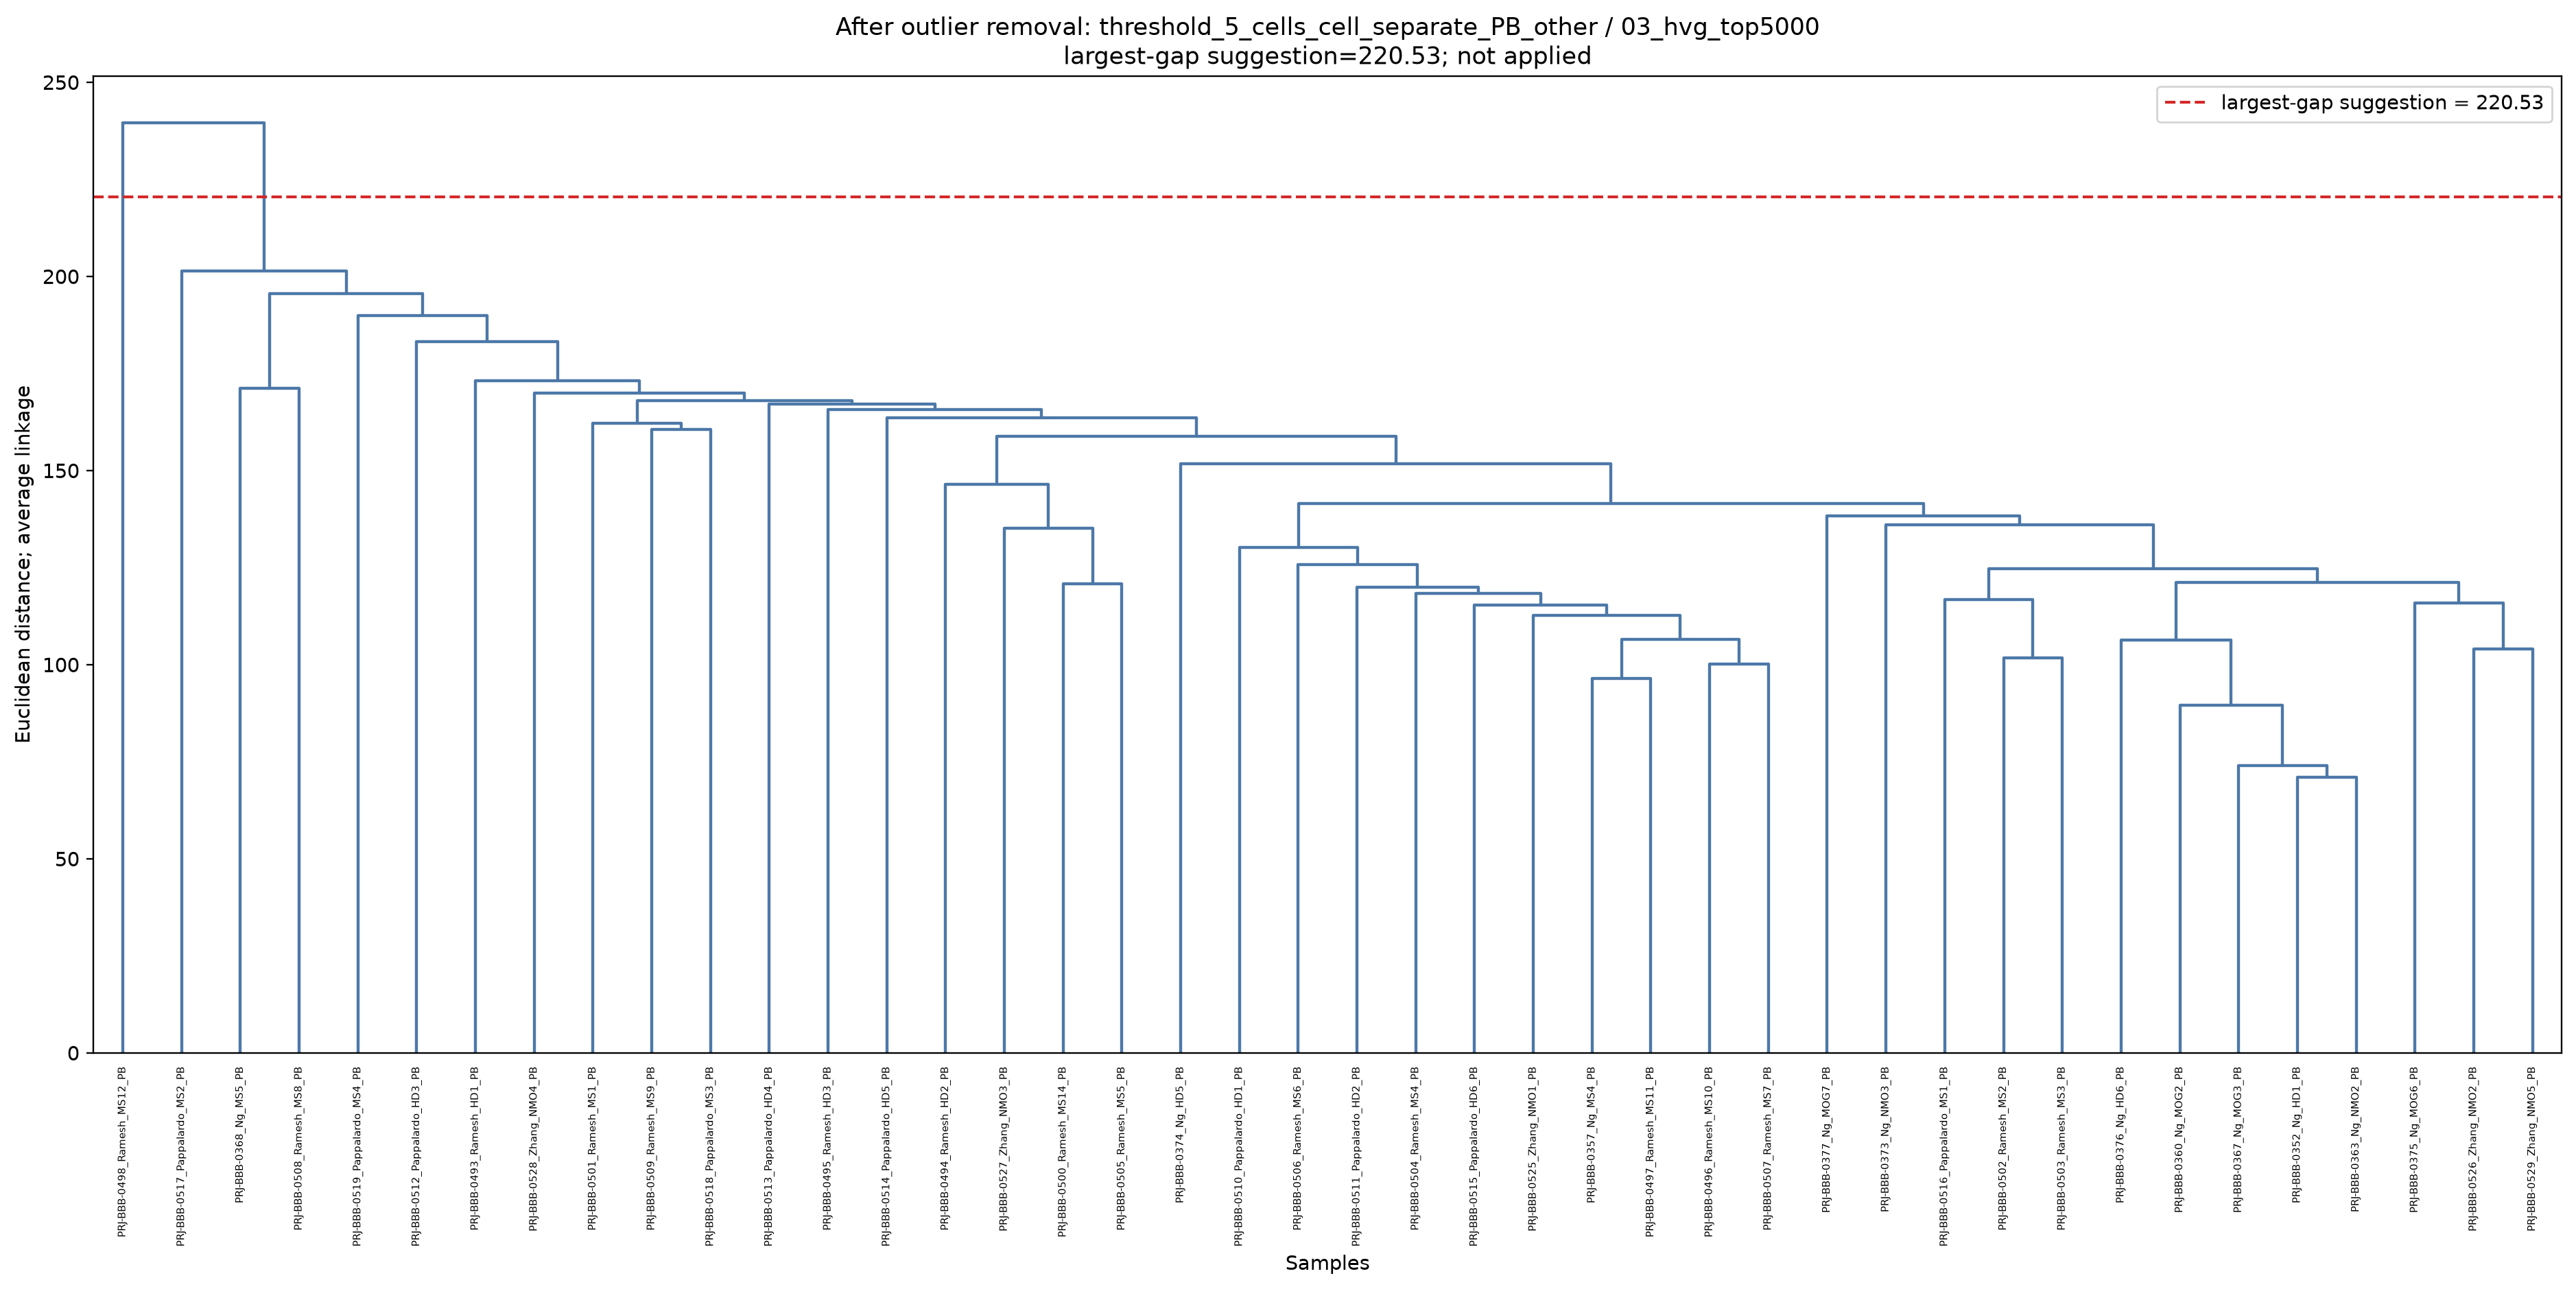 After outlier removal: threshold_5_cells_cell_separate_PB_other / 03_hvg_top5000
largest-gap suggestion=220.53; not applied
largest-gap suggestion = 220.53
Euclidean distance; average linkage
250
200
150
100
50
0
PRJ-BBB-0498_Ramesh_MS12_PB
PRJ-BBB-0517_Pappalardo_MS2_PB
PRJ-BBB-0368_Ng_MS5_PB
PRJ-BBB-0508_Ramesh_MS8_PB
PRJ-BBB-0519_Pappalardo_MS4_PB
PRJ-BBB-0512_Pappalardo_HD3_PB
PRJ-BBB-0493_Ramesh_HD1_PB
PRJ-BBB-0528_Zhang_NMO4_PB
PRJ-BBB-0501_Ramesh_MS1_PB
PRJ-BBB-0509_Ramesh_MS9_PB
PRJ-BBB-0518_Pappalardo_MS3_PB
PRJ-BBB-0513_Pappalardo_HD4_PB
PRJ-BBB-0495_Ramesh_HD3_PB
PRJ-BBB-0514_Pappalardo_HD5_PB
PRJ-BBB-0494_Ramesh_HD2_PB
PRJ-BBB-0527_Zhang_NMO3_PB
PRJ-BBB-0500_Ramesh_MS14_PB
PRJ-BBB-0505_Ramesh_MS5_PB
PRJ-BBB-0374_Ng_HD5_PB
PRJ-BBB-0510_Pappalardo_HD1_PB
PRJ-BBB-0506_Ramesh_MS6_PB
PRJ-BBB-0511_Pappalardo_HD2_PB
PRJ-BBB-0504_Ramesh_MS4_PB
PRJ-BBB-0515_Pappalardo_HD6_PB
PRJ-BBB-0525_Zhang_NMO1_PB
PRJ-BBB-0357_Ng_MS4_PB
PRJ-BBB-0497_Ramesh_MS11_PB
PRJ-BBB-0496_Ramesh_MS10_PB
PRJ-BBB-0507_Ramesh_MS7_PB
PRJ-BBB-0377_Ng_MOG7_PB
PRJ-BBB-0373_Ng_NMO3_PB
PRJ-BBB-0516_Pappalardo_MS1_PB
PRJ-BBB-0502_Ramesh_MS2_PB
PRJ-BBB-0503_Ramesh_MS3_PB
PRJ-BBB-0376_Ng_HD6_PB
PRJ-BBB-0360_Ng_MOG2_PB
PRJ-BBB-0367_Ng_MOG3_PB
PRJ-BBB-0352_Ng_HD1_PB
PRJ-BBB-0363_Ng_NMO2_PB
PRJ-BBB-0375_Ng_MOG6_PB
PRJ-BBB-0526_Zhang_NMO2_PB
PRJ-BBB-0529_Zhang_NMO5_PB
Samples